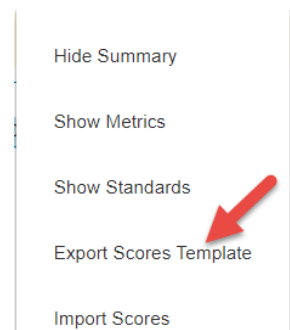 Hide Summary
Show Metrics
Show Standards
Export Scores Template
Import Scores